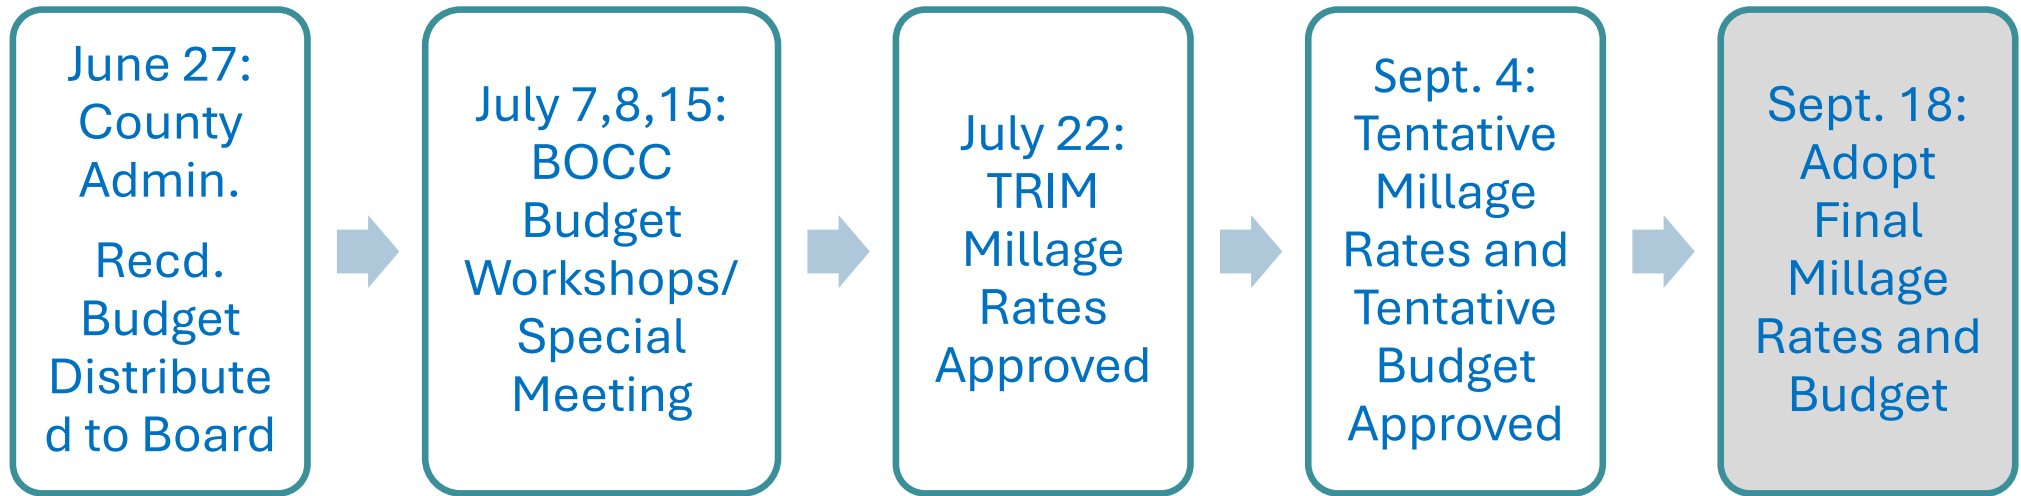 June 27:
County
Admin.
Recd.
Budget
Distribute
d to Board
July 7,8,15:
BOCC
Budget
Workshops/
Special
Meeting
July 22:
TRIM
Millage
Rates
Approved
Sept. 4:
Tentative
Millage
Rates and
Tentative
Budget
Approved
Sept. 18:
Adopt
Final
Millage
Rates and
Budget